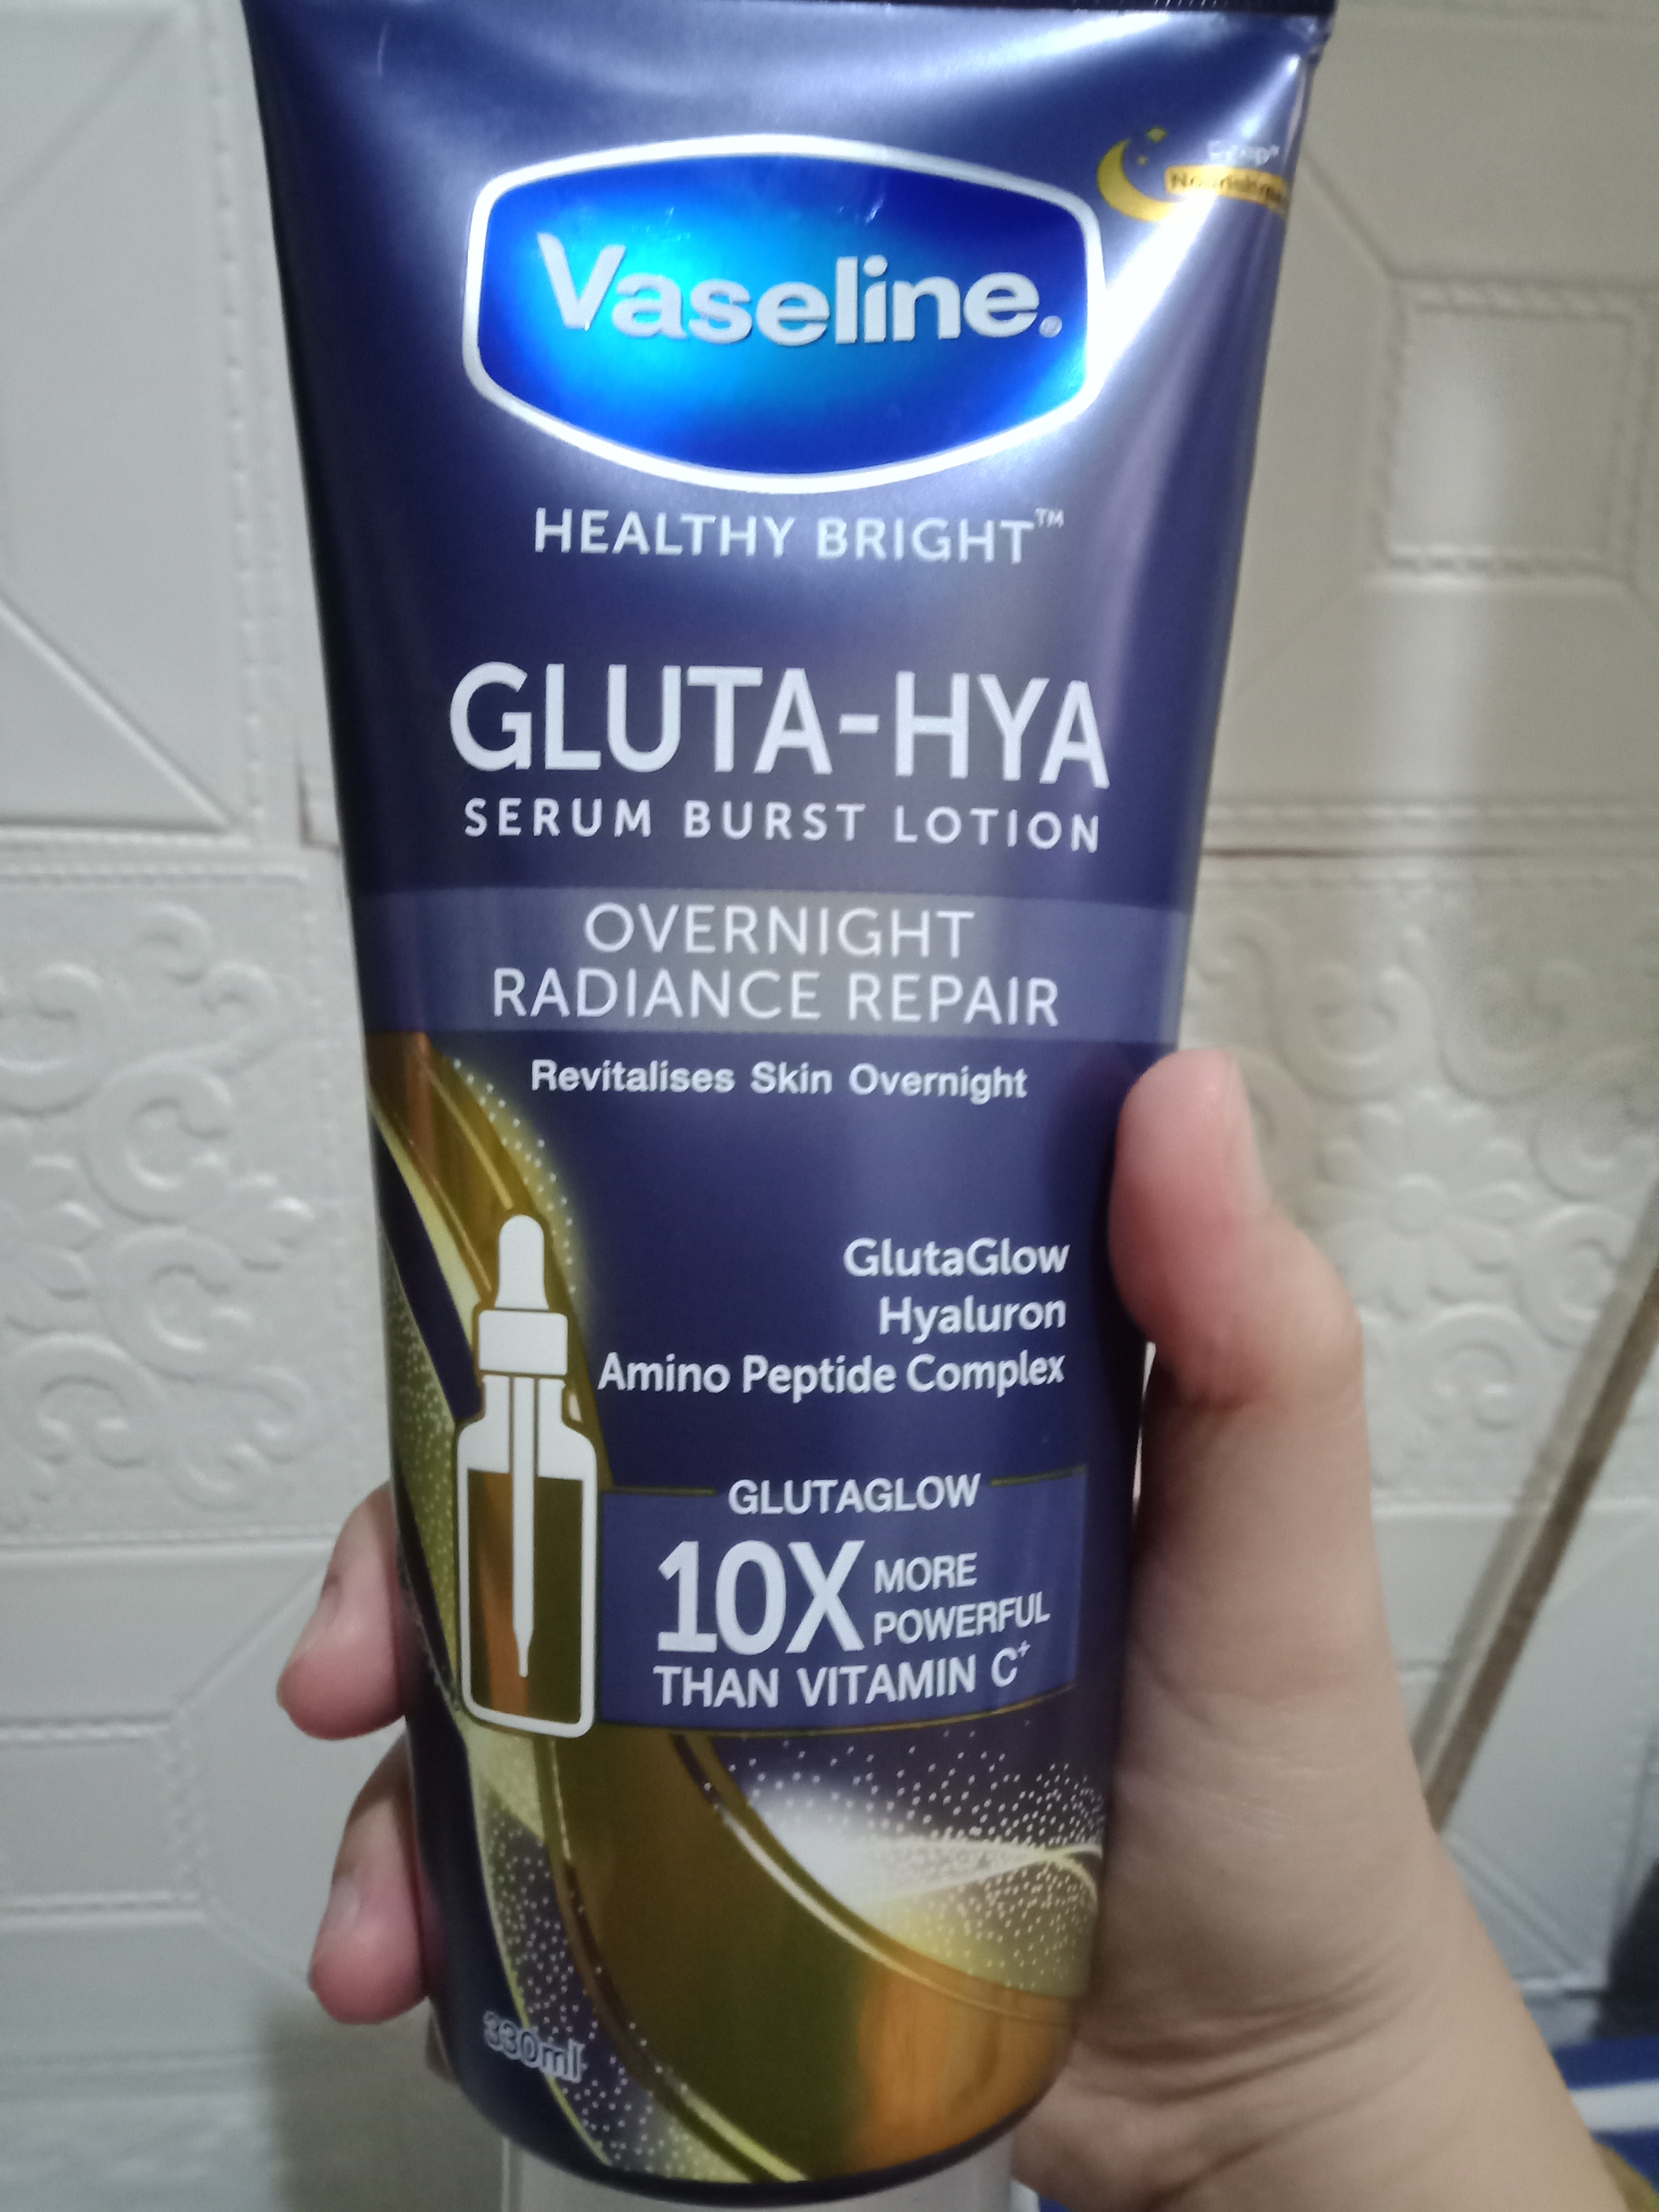 Vaseline®
HEALTHY BRIGHT™
GLUTA-HYA
SERUM BURST LOTION
OVERNIGHT
RADIANCE REPAIR
Revitalises Skin Overnight
GlutaGlow
Hyaluron
Amino Peptide Complex
GLUTAGLOW
10X MORE
POWERFUL
THAN VITAMIN C+
330ml